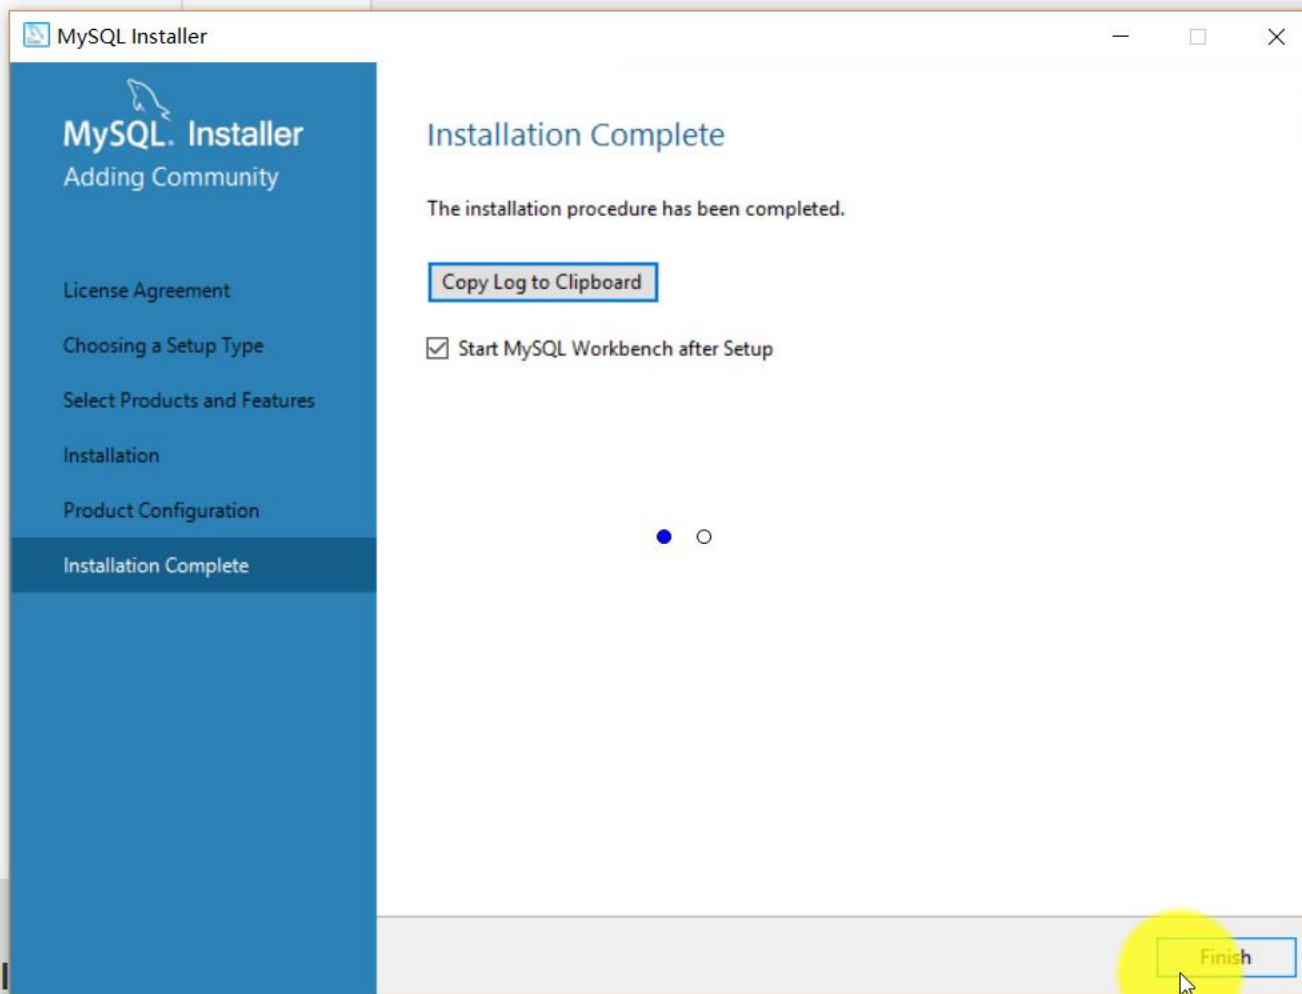 MySQL Installer
MySQL. Installer
Adding Community
License Agreement
Choosing a Setup Type
Select Products and Features
Installation
Product Configuration
Installation Complete
Installation Complete
The installation procedure has been completed.
Copy Log to Clipboard
Start MySQL Workbench after Setup
Finish